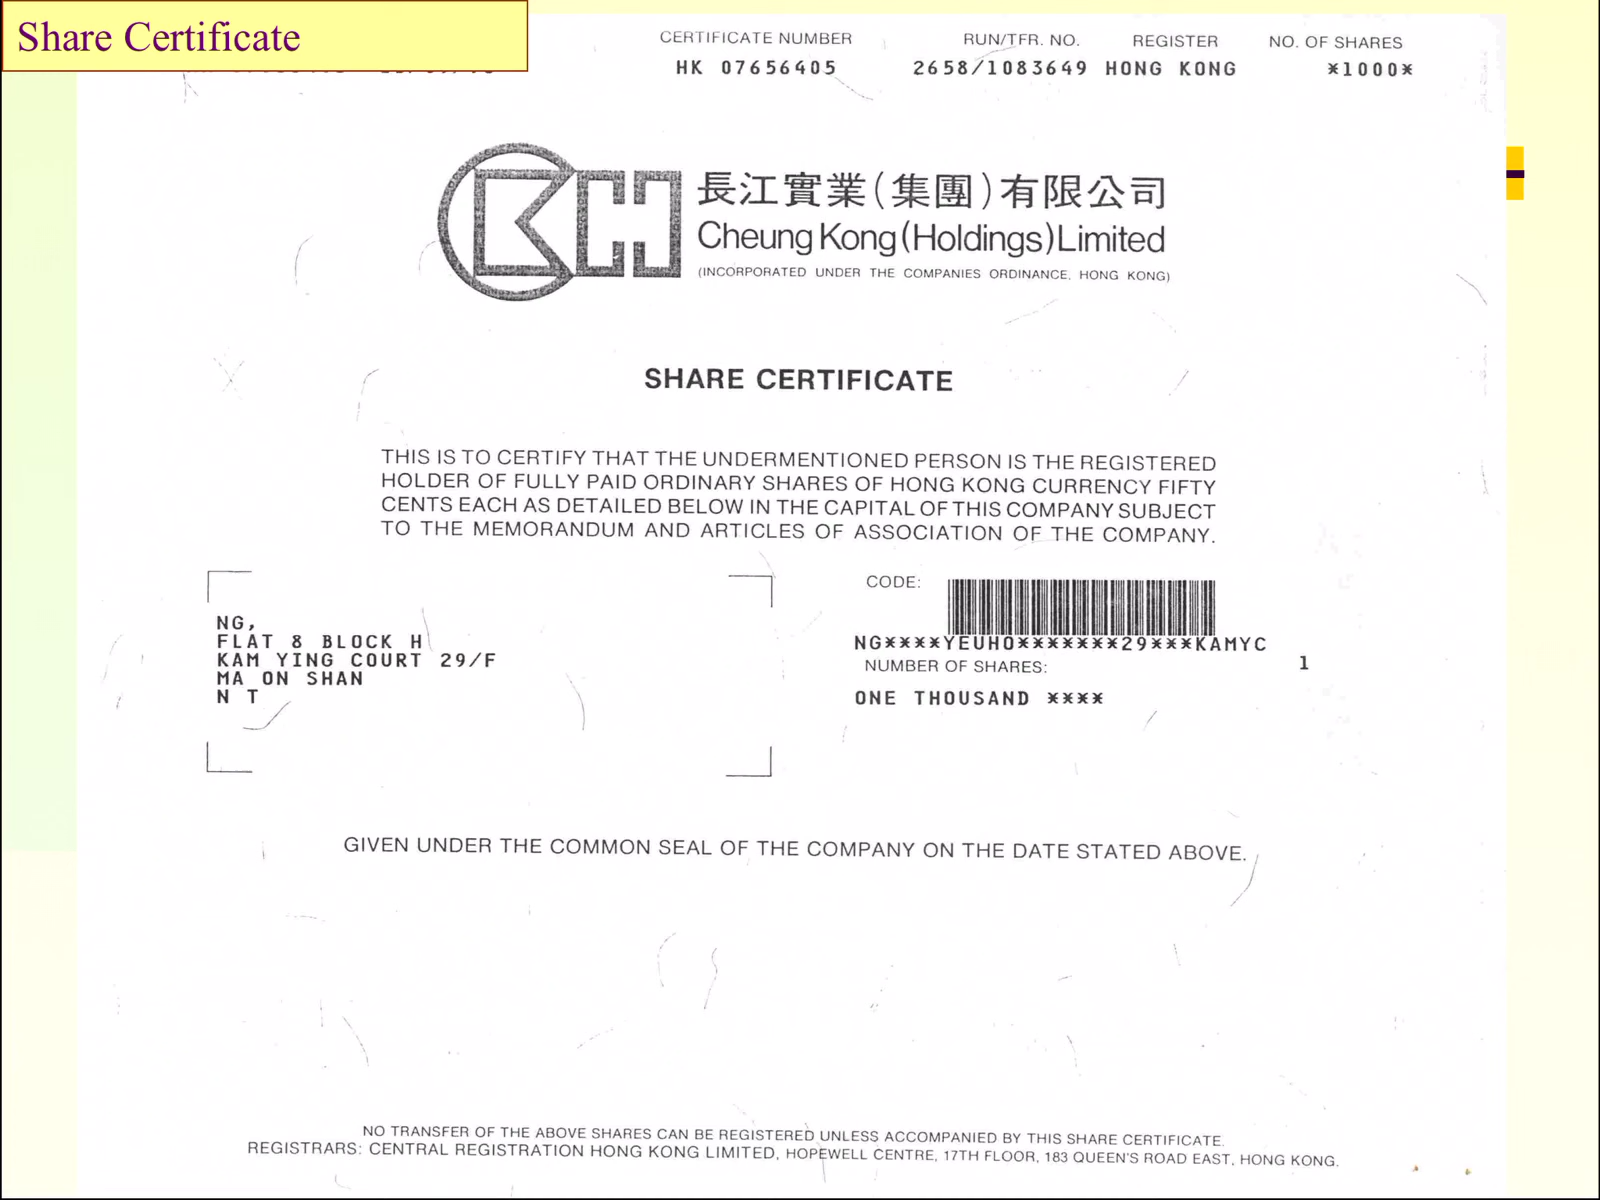 Share Certificate
CERTIFICATE NUMBER RUN/TFR. NO. REGISTER NO. OF SHARES
HK 07656405 2658/1083649 HONG KONG *1000*
CKH
長江實業(集團)有限公司
Cheung Kong (Holdings) Limited
(INCORPORATED UNDER THE COMPANIES ORDINANCE, HONG KONG)
SHARE CERTIFICATE
THIS IS TO CERTIFY THAT THE UNDERMENTIONED PERSON IS THE REGISTERED
HOLDER OF FULLY PAID ORDINARY SHARES OF HONG KONG CURRENCY FIFTY
CENTS EACH AS DETAILED BELOW IN THE CAPITAL OF THIS COMPANY SUBJECT
TO THE MEMORANDUM AND ARTICLES OF ASSOCIATION OF THE COMPANY.
NG,
FLAT 8 BLOCK H
KAM YING COURT 29/F
MA ON SHAN
N T
CODE:
NG****YEUHO*******29***KAMYC
NUMBER OF SHARES: 1
ONE THOUSAND ****
GIVEN UNDER THE COMMON SEAL OF THE COMPANY ON THE DATE STATED ABOVE.
NO TRANSFER OF THE ABOVE SHARES CAN BE REGISTERED UNLESS ACCOMPANIED BY THIS SHARE CERTIFICATE.
REGISTRARS: CENTRAL REGISTRATION HONG KONG LIMITED, HOPEWELL CENTRE, 17TH FLOOR, 183 QUEEN'S ROAD EAST, HONG KONG.